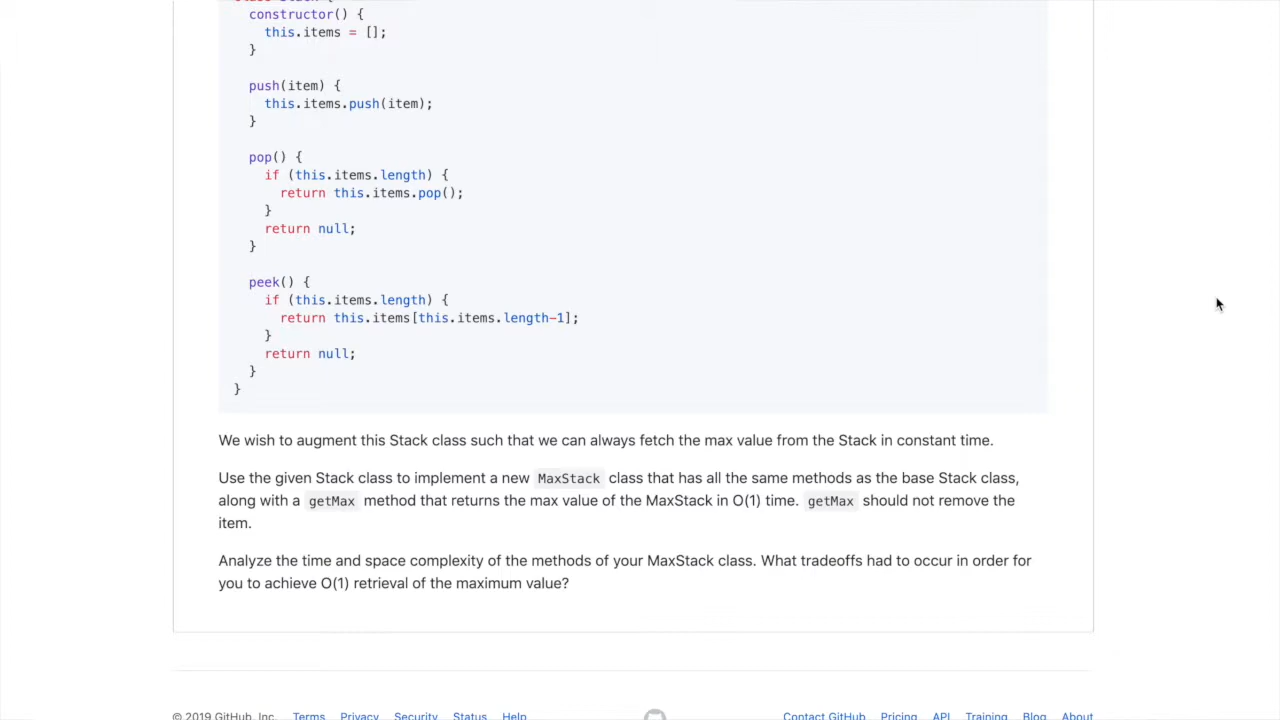 constructor() {
this.items = [];
}
push(item) {
this.items.push(item);
}
pop() {
if (this.items.length) {
return this.items.pop();
}
return null;
}
peek() {
if (this.items.length) {
return this.items[this.items.length-1];
}
return null;
}
}
We wish to augment this Stack class such that we can always fetch the max value from the Stack in constant time.
Use the given Stack class to implement a new MaxStack class that has all the same methods as the base Stack class,
along with a getMax method that returns the max value of the MaxStack in O(1) time. getMax should not remove the
item.
Analyze the time and space complexity of the methods of your MaxStack class. What tradeoffs had to occur in order for
you to achieve O(1) retrieval of the maximum value?
© 2019 GitHub, Inc. Terms Privacy Security Status Help Contact GitHub Pricing API Training Blog About